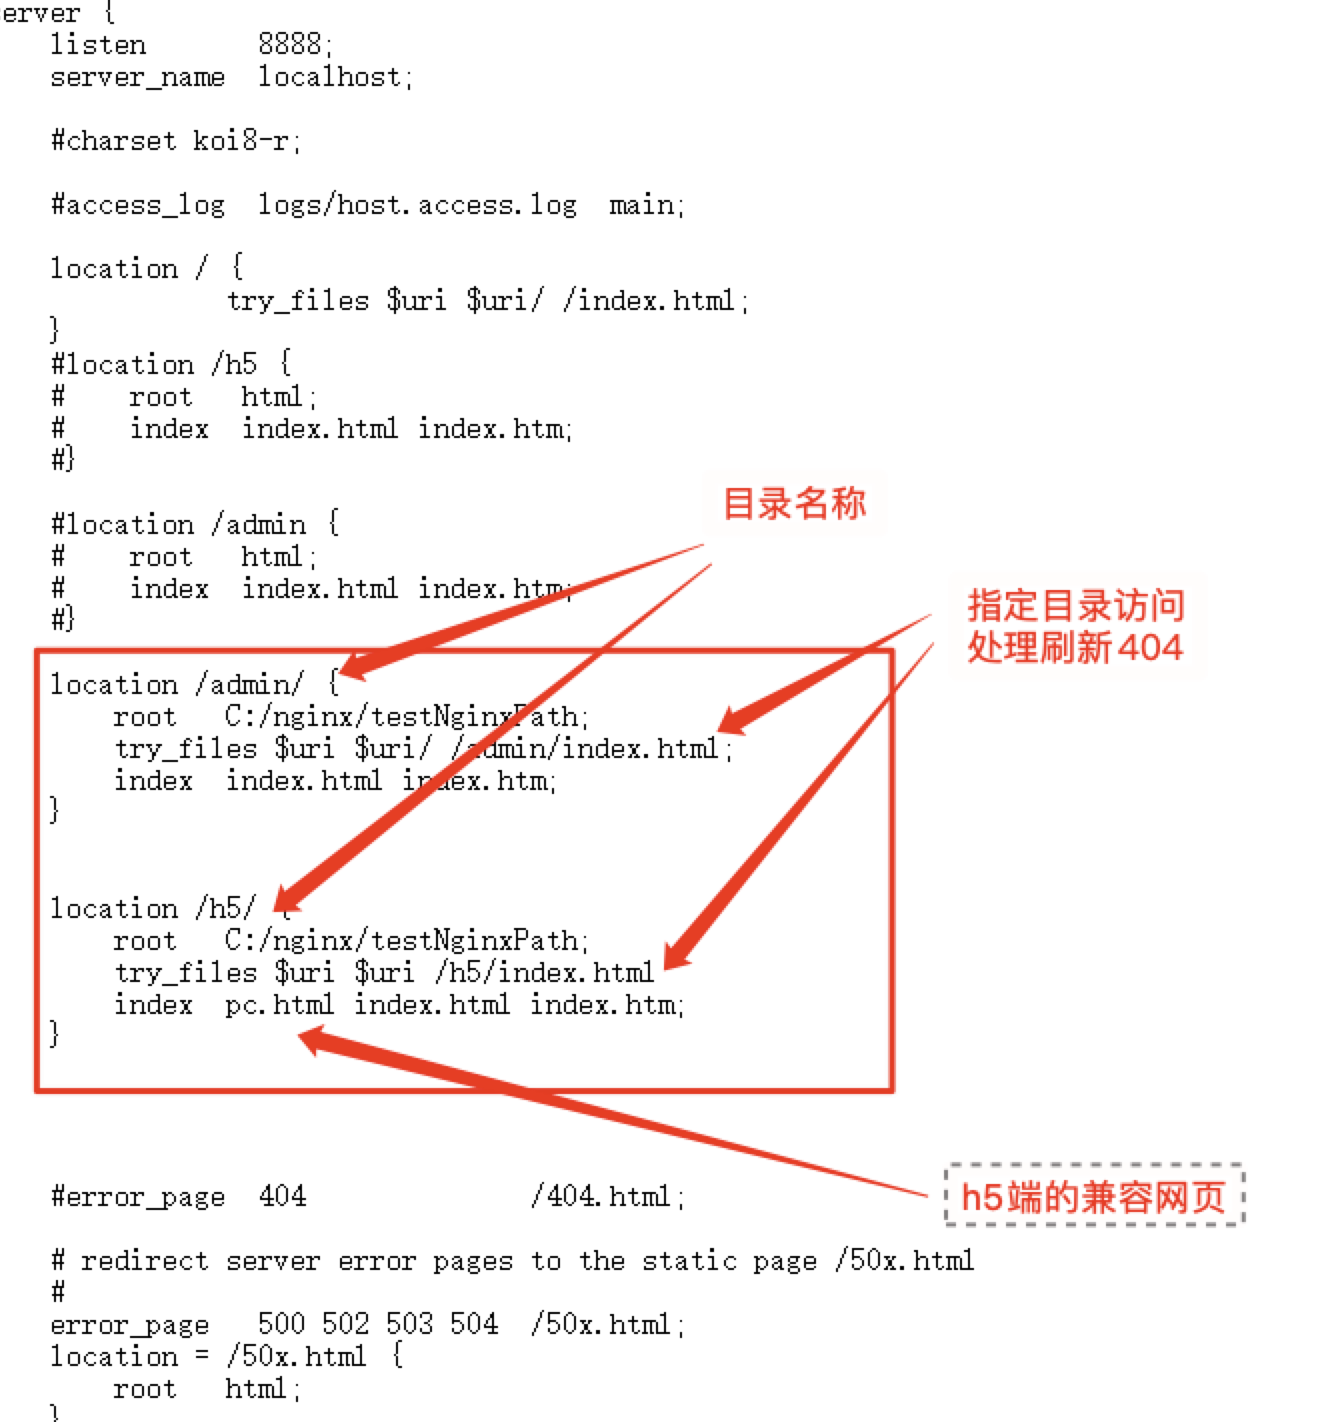 erver {
listen 8888;
server_name localhost;
#charset koi8-r;
#access_log logs/host.access.log main;
location / {
try_files $uri $uri/ /index.html;
}
#location /h5 {
# root html;
# index index.html index.htm;
#}
目录名称
#location /admin {
# root html;
# index index.html index.htm;
#}
指定目录访问
处理刷新404
location /admin/ {
root C:/nginx/testNginxPath;
try_files $uri $uri/ /admin/index.html;
index index.html index.htm;
}
location /h5/ {
root C:/nginx/testNginxPath;
try_files $uri $uri /h5/index.html
index pc.html index.html index.htm;
}
h5端的兼容网页
#error_page 404 /404.html;
# redirect server error pages to the static page /50x.html
#
error_page 500 502 503 504 /50x.html;
location = /50x.html {
root html;
}